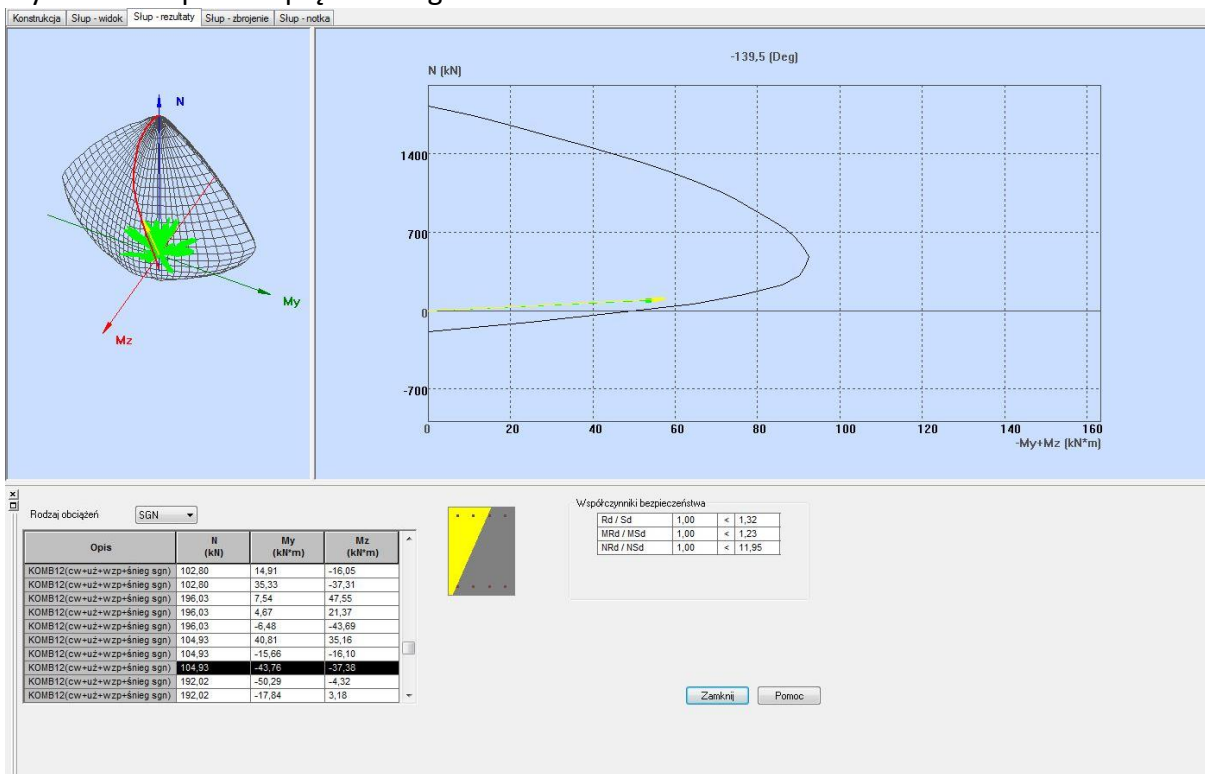 Konstrukcja Słup - widok Słup - rezultaty Słup - zbrojenie Słup - notka
N
My
Mz
-139,5 (Deg)
N (kN)
1400
700
0
-700
0 20 40 60 80 100 120 140 160
-My+Mz (kN*m)
Rodzaj obciążeń SGN
Opis N (kN) My (kN*m) Mz (kN*m)
KOMB12(cw+uż+wzp+śnieg sgn) 102,80 14,91 -16,05
KOMB12(cw+uż+wzp+śnieg sgn) 102,80 35,33 -37,31
KOMB12(cw+uż+wzp+śnieg sgn) 196,03 7,54 47,55
KOMB12(cw+uż+wzp+śnieg sgn) 196,03 4,67 21,37
KOMB12(cw+uż+wzp+śnieg sgn) 196,03 -6,48 -43,69
KOMB12(cw+uż+wzp+śnieg sgn) 104,93 40,81 35,16
KOMB12(cw+uż+wzp+śnieg sgn) 104,93 -15,66 -16,10
KOMB12(cw+uż+wzp+śnieg sgn) 104,93 -43,76 -37,38
KOMB12(cw+uż+wzp+śnieg sgn) 192,02 -50,29 -4,32
KOMB12(cw+uż+wzp+śnieg sgn) 192,02 -17,84 3,18
Współczynniki bezpieczeństwa
Rd / Sd 1,00 < 1,32
MRd / MSd 1,00 < 1,23
NRd / NSd 1,00 < 11,95
Zamknij Pomoc